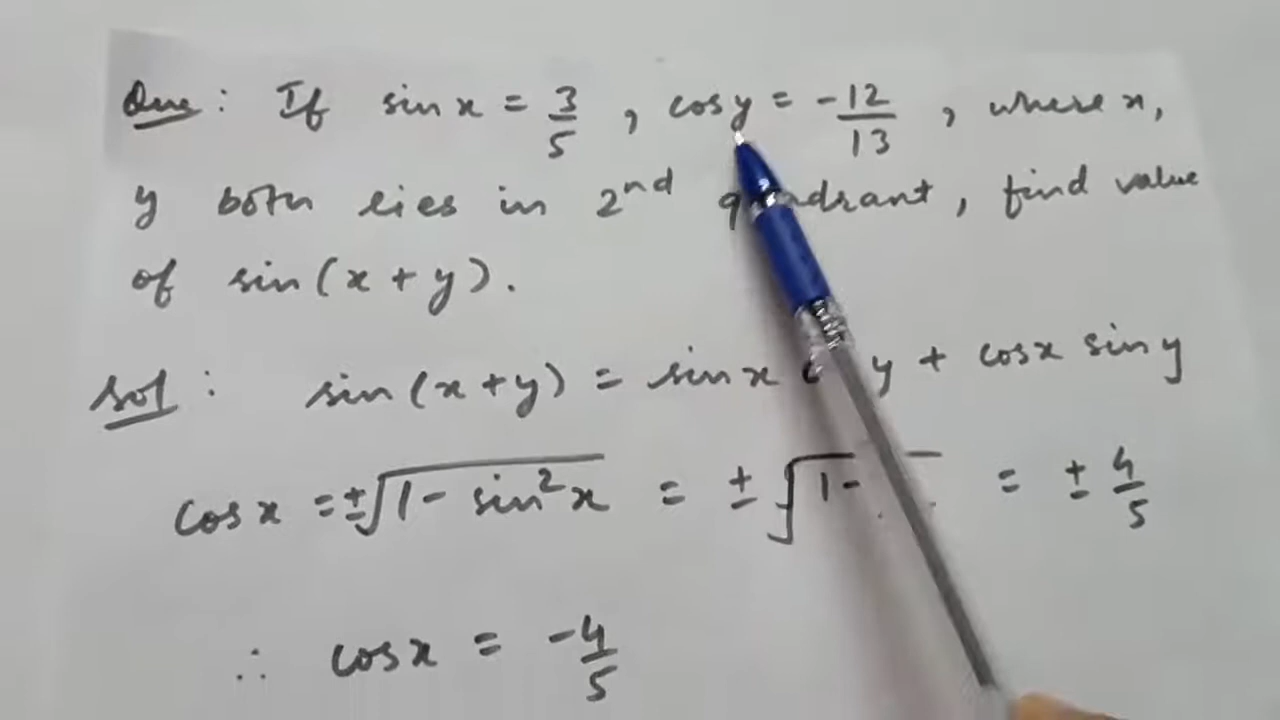 Que: If sin x = 3/5, cos y = -12/13, where x,
y both lies in 2nd quadrant, find value
of sin(x + y).
Sol: sin(x + y) = sin x y + cos x sin y
cos x = ±√1 - sin²x = ±√1 - = ± 4/5
∴ cos x = -4/5